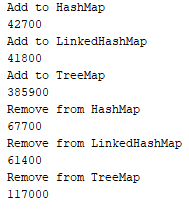 Add to HashMap
42700
Add to LinkedHashMap
41800
Add to TreeMap
385900
Remove from HashMap
67700
Remove from LinkedHashMap
61400
Remove from TreeMap
117000